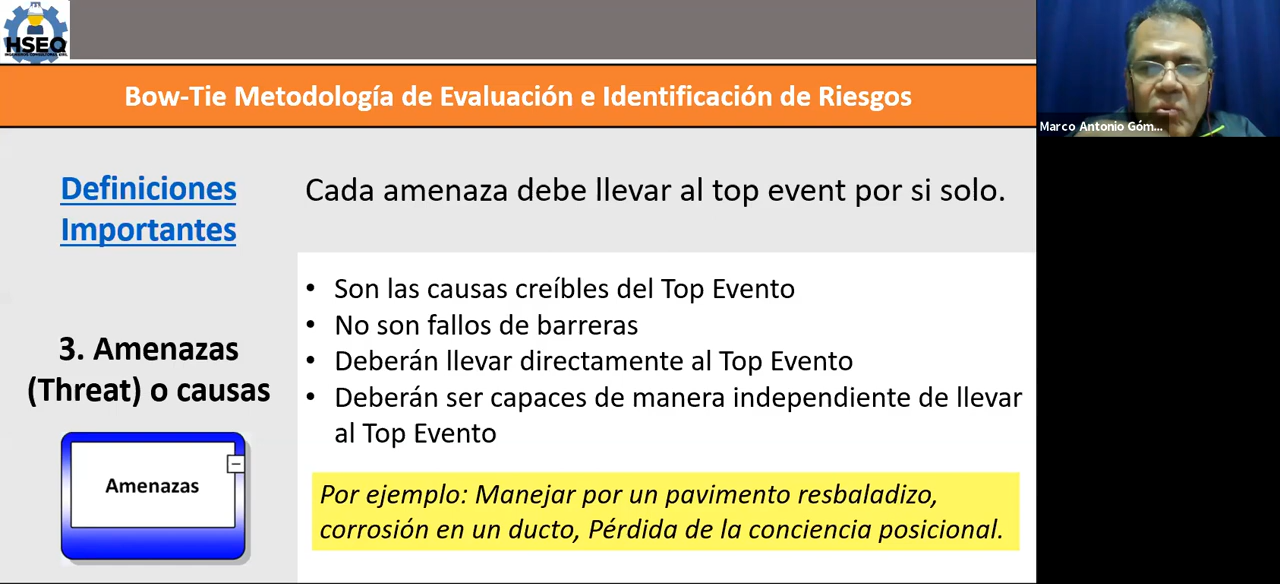 HSEQ
Bow-Tie Metodología de Evaluación e Identificación de Riesgos
Marco Antonio Góm...
Definiciones
Importantes
Cada amenaza debe llevar al top event por si solo.
• Son las causas creíbles del Top Evento
• No son fallos de barreras
• Deberán llevar directamente al Top Evento
• Deberán ser capaces de manera independiente de llevar
al Top Evento
3. Amenazas
(Threat) o causas
Amenazas
Por ejemplo: Manejar por un pavimento resbaladizo,
corrosión en un ducto, Pérdida de la conciencia posicional.